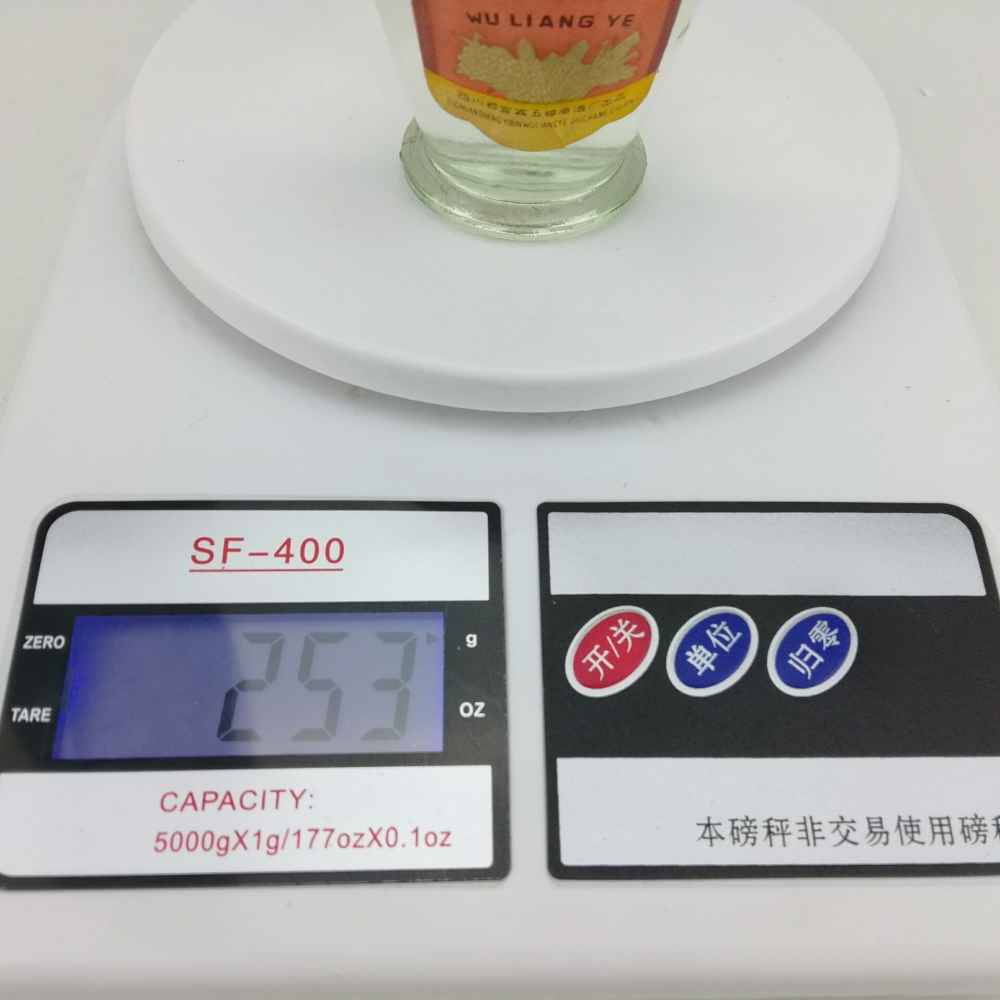 WU LIANG YE
SF-400
ZERO
g
253
TARE
OZ
CAPACITY:
5000gX1g/177ozX0.1oz
开/关
单位
归零
本磅秤非交易使用磅秤